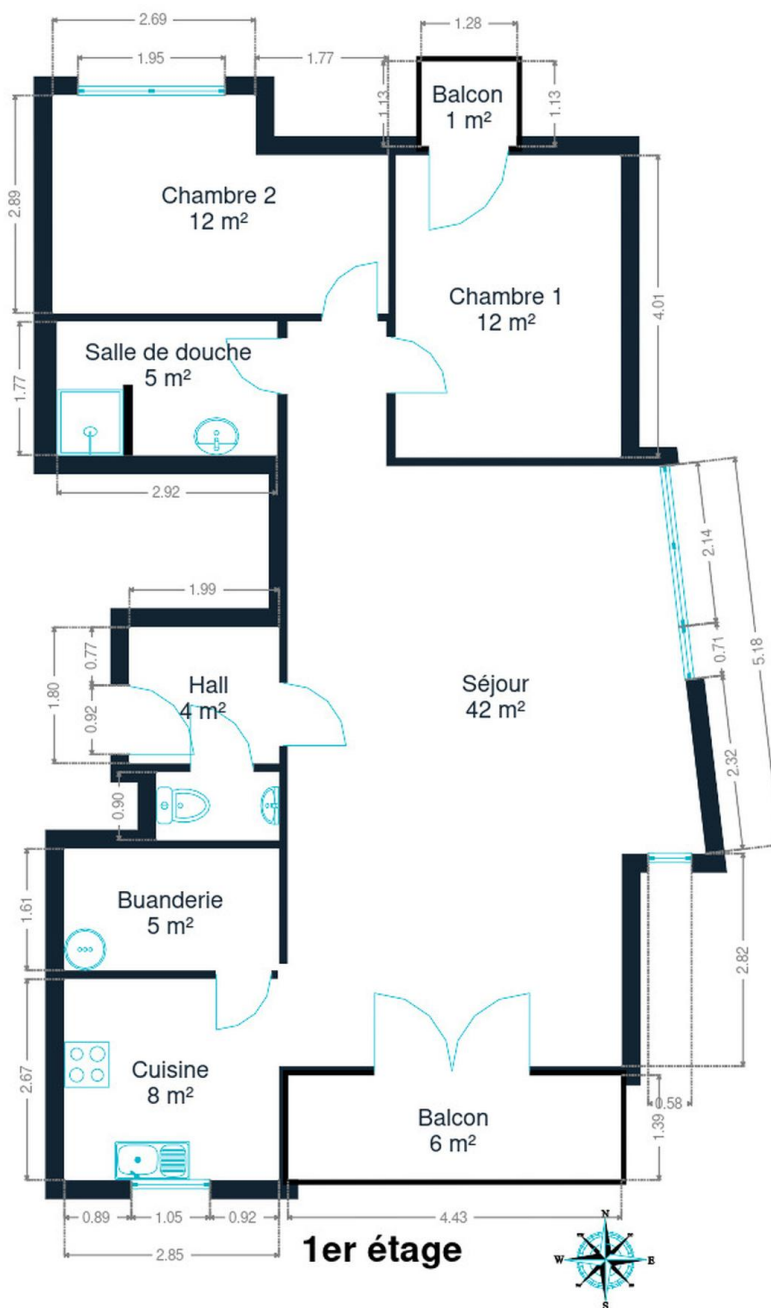 2.69
1.95
1.77
1.28
1.13
1.13
Balcon
1 m²
2.89
Chambre 2
12 m²
Chambre 1
12 m²
4.01
1.77
Salle de douche
5 m²
2.92
1.99
2.14
0.71
5.18
2.32
1.80
0.77
0.92
Hall
4 m²
Séjour
42 m²
0.90
1.61
Buanderie
5 m²
2.82
2.67
Cuisine
8 m²
Balcon
6 m²
0.58
1.39
0.89
1.05
0.92
4.43
2.85
1er étage
N
W
E
S